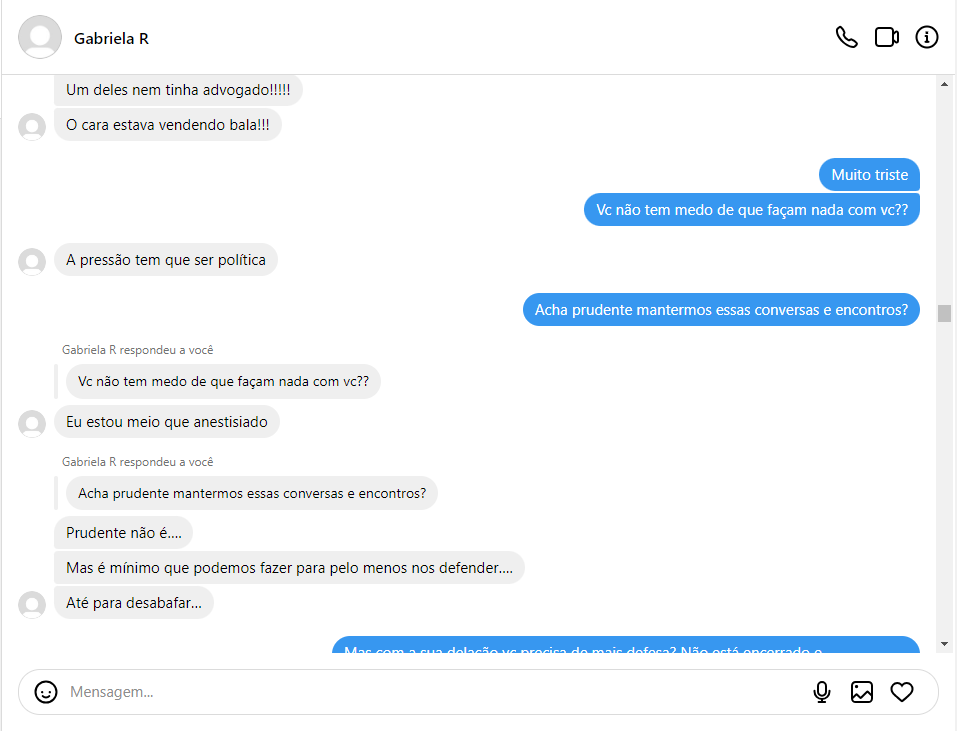 Gabriela R
Um deles nem tinha advogado!!!!!
O cara estava vendendo bala!!!
Muito triste
Vc não tem medo de que façam nada com vc??
A pressão tem que ser política
Acha prudente mantermos essas conversas e encontros?
Gabriela R respondeu a você
Vc não tem medo de que façam nada com vc??
Eu estou meio que anestisiado
Gabriela R respondeu a você
Acha prudente mantermos essas conversas e encontros?
Prudente não é....
Mas é mínimo que podemos fazer para pelo menos nos defender....
Até para desabafar...
Mas com a sua delação vc precisa de mais defesa? Não está encerrado o
Mensagem...